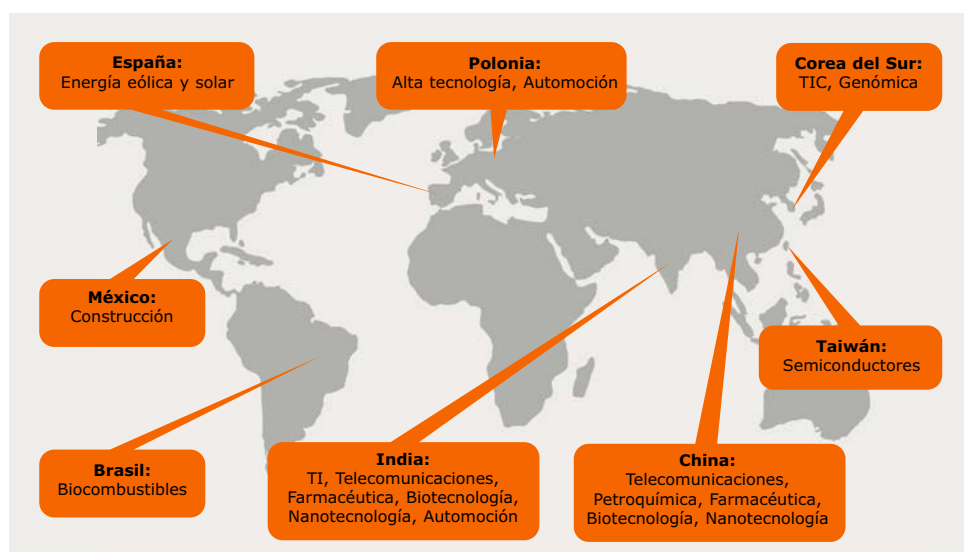 España:
Energía eólica y solar
Polonia:
Alta tecnología, Automoción
Corea del Sur:
TIC, Genómica
México:
Construcción
Taiwán:
Semiconductores
Brasil:
Biocombustibles
India:
TI, Telecomunicaciones,
Farmacéutica, Biotecnología,
Nanotecnología, Automoción
China:
Telecomunicaciones,
Petroquímica, Farmacéutica,
Biotecnología, Nanotecnología